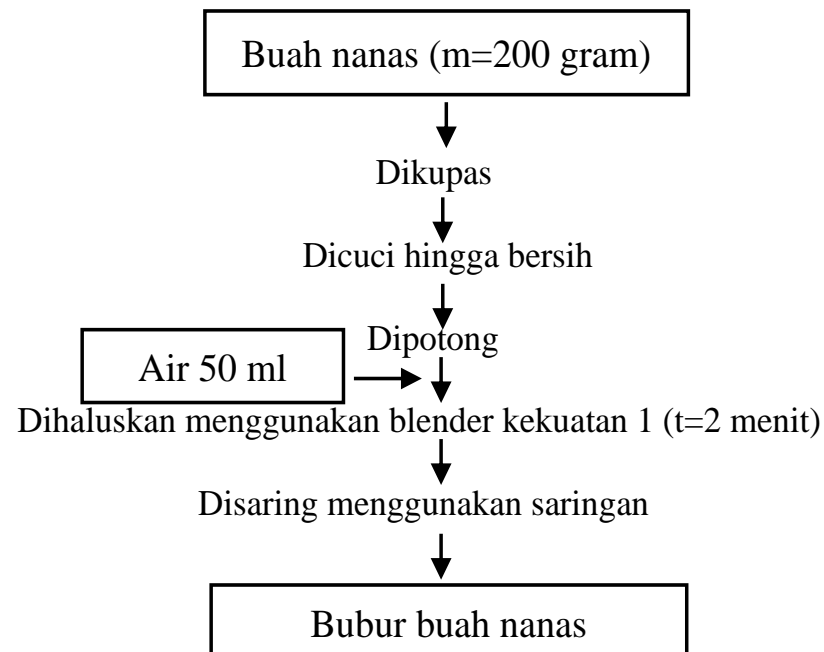 Buah nanas (m=200 gram)
Dikupas
Dicuci hingga bersih
Dipotong
Air 50 ml
Dihaluskan menggunakan blender kekuatan 1 (t=2 menit)
Disaring menggunakan saringan
Bubur buah nanas